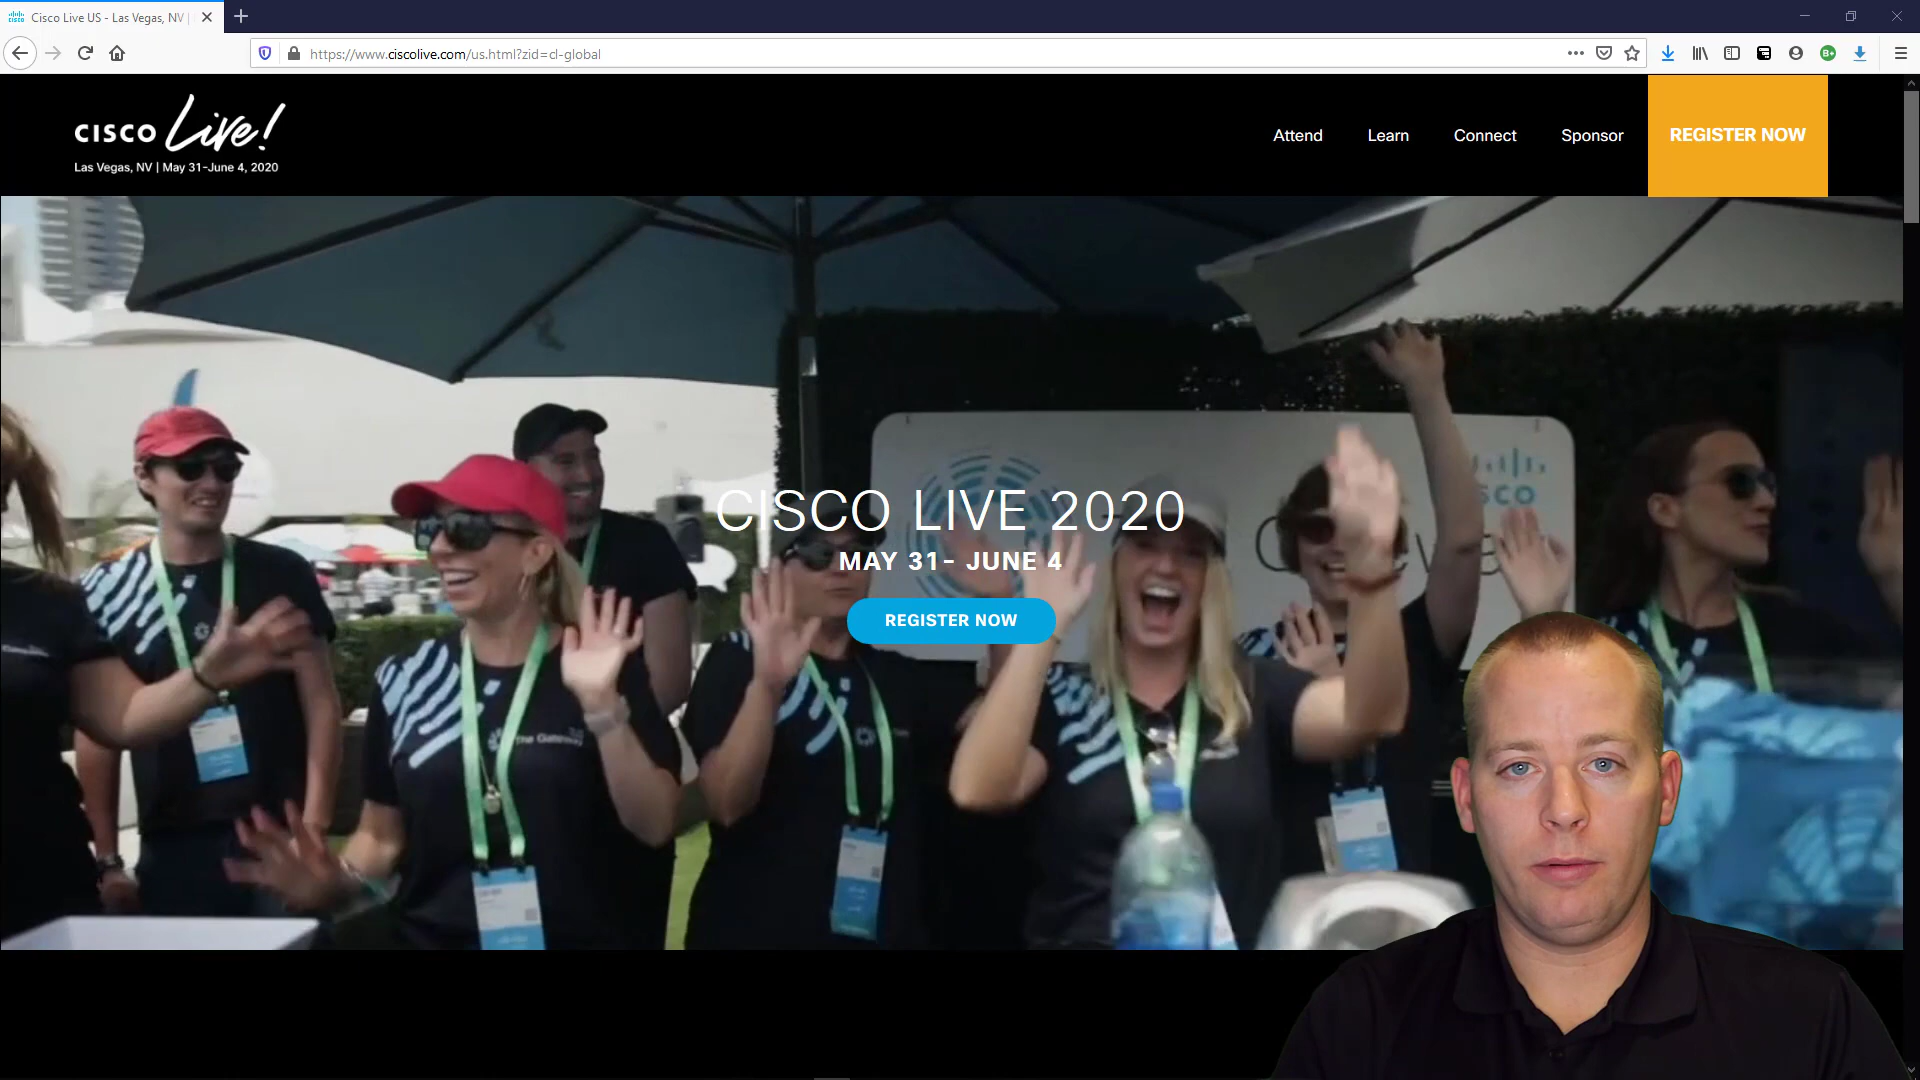 Cisco Live US - Las Vegas, NV |
https://www.ciscolive.com/us.html?zid=cl-global
CISCO Live!
Las Vegas, NV | May 31-June 4, 2020
Attend
Learn
Connect
Sponsor
REGISTER NOW
CISCO LIVE 2020
MAY 31- JUNE 4
REGISTER NOW
The Gateway